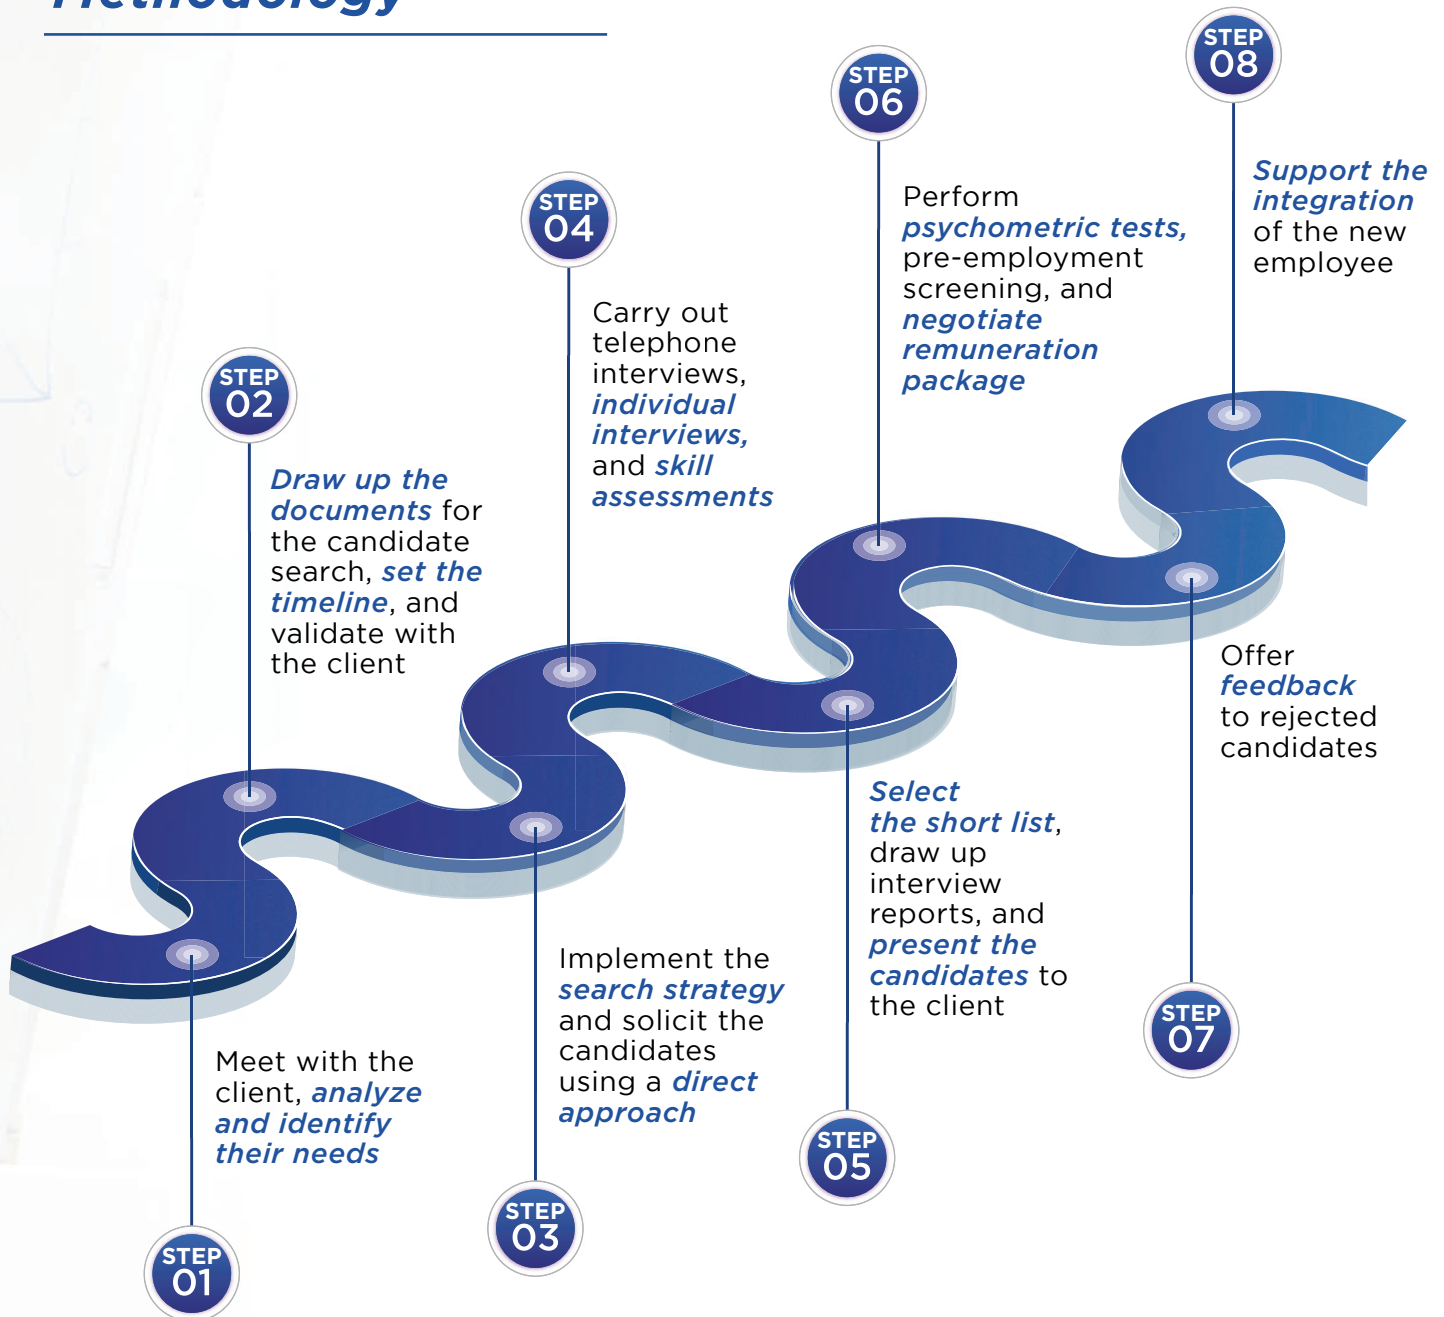 Methodology
STEP
01
Meet with the
client, analyze
and identify
their needs
STEP
02
Draw up the
documents for
the candidate
search, set the
timeline, and
validate with
the client
STEP
03
Implement the
search strategy
and solicit the
candidates
using a direct
approach
STEP
04
Carry out
telephone
interviews,
individual
interviews,
and skill
assessments
STEP
05
Select
the short list,
draw up
interview
reports, and
present the
candidates to
the client
STEP
06
Perform
psychometric tests,
pre-employment
screening, and
negotiate
remuneration
package
STEP
07
Offer
feedback
to rejected
candidates
STEP
08
Support the
integration
of the new
employee